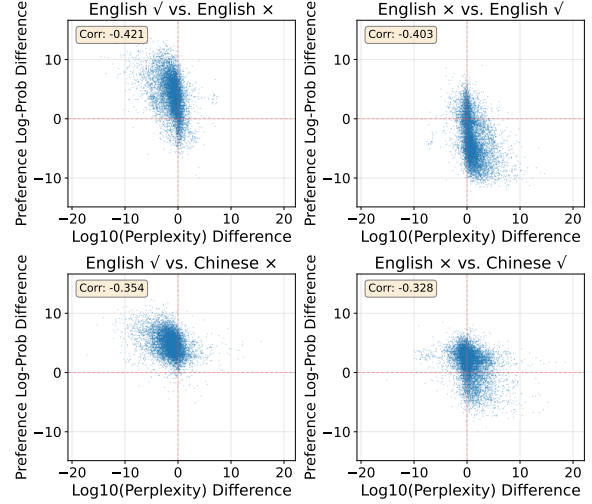 English √ vs. English ×
Preference Log-Prob Difference
Corr: -0.421
10
0
−10
−20 −10 0 10 20
Log10(Perplexity) Difference
English × vs. English √
Preference Log-Prob Difference
Corr: -0.403
10
0
−10
−20 −10 0 10 20
Log10(Perplexity) Difference
English √ vs. Chinese ×
Preference Log-Prob Difference
Corr: -0.354
10
0
−10
−20 −10 0 10 20
Log10(Perplexity) Difference
English × vs. Chinese √
Preference Log-Prob Difference
Corr: -0.328
10
0
−10
−20 −10 0 10 20
Log10(Perplexity) Difference